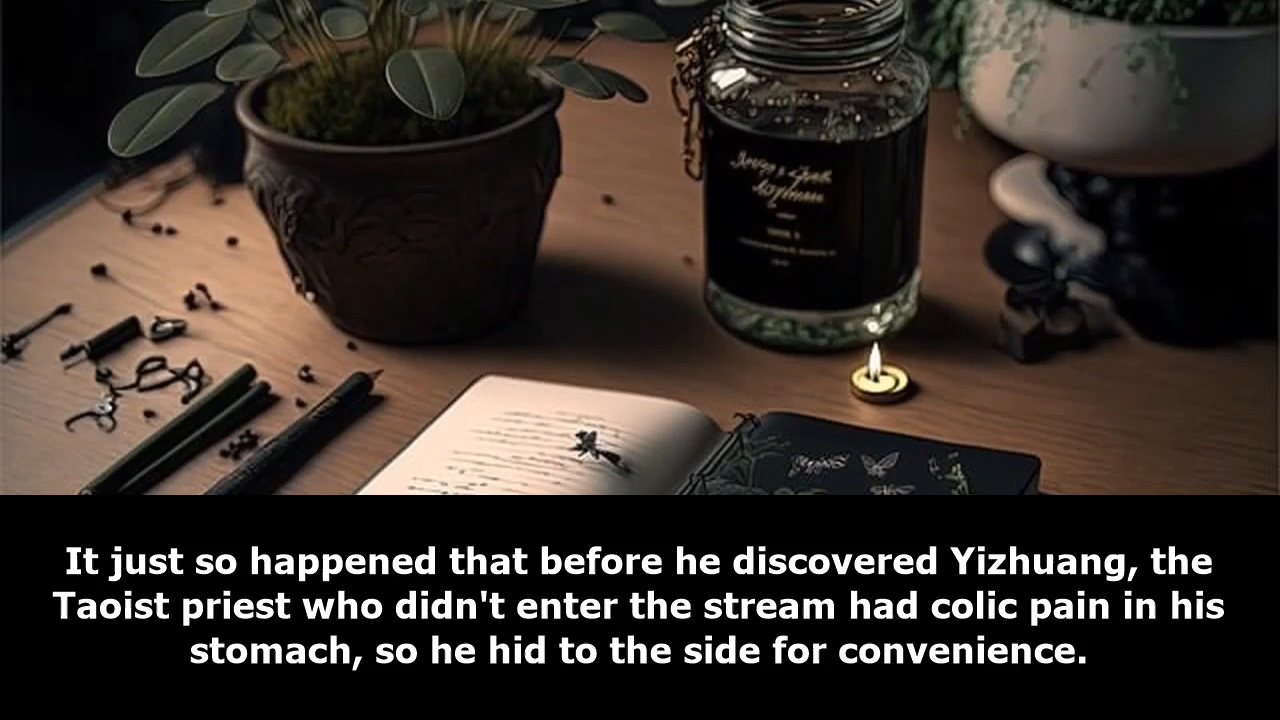 It just so happened that before he discovered Yizhuang, the
Taoist priest who didn't enter the stream had colic pain in his
stomach, so he hid to the side for convenience.